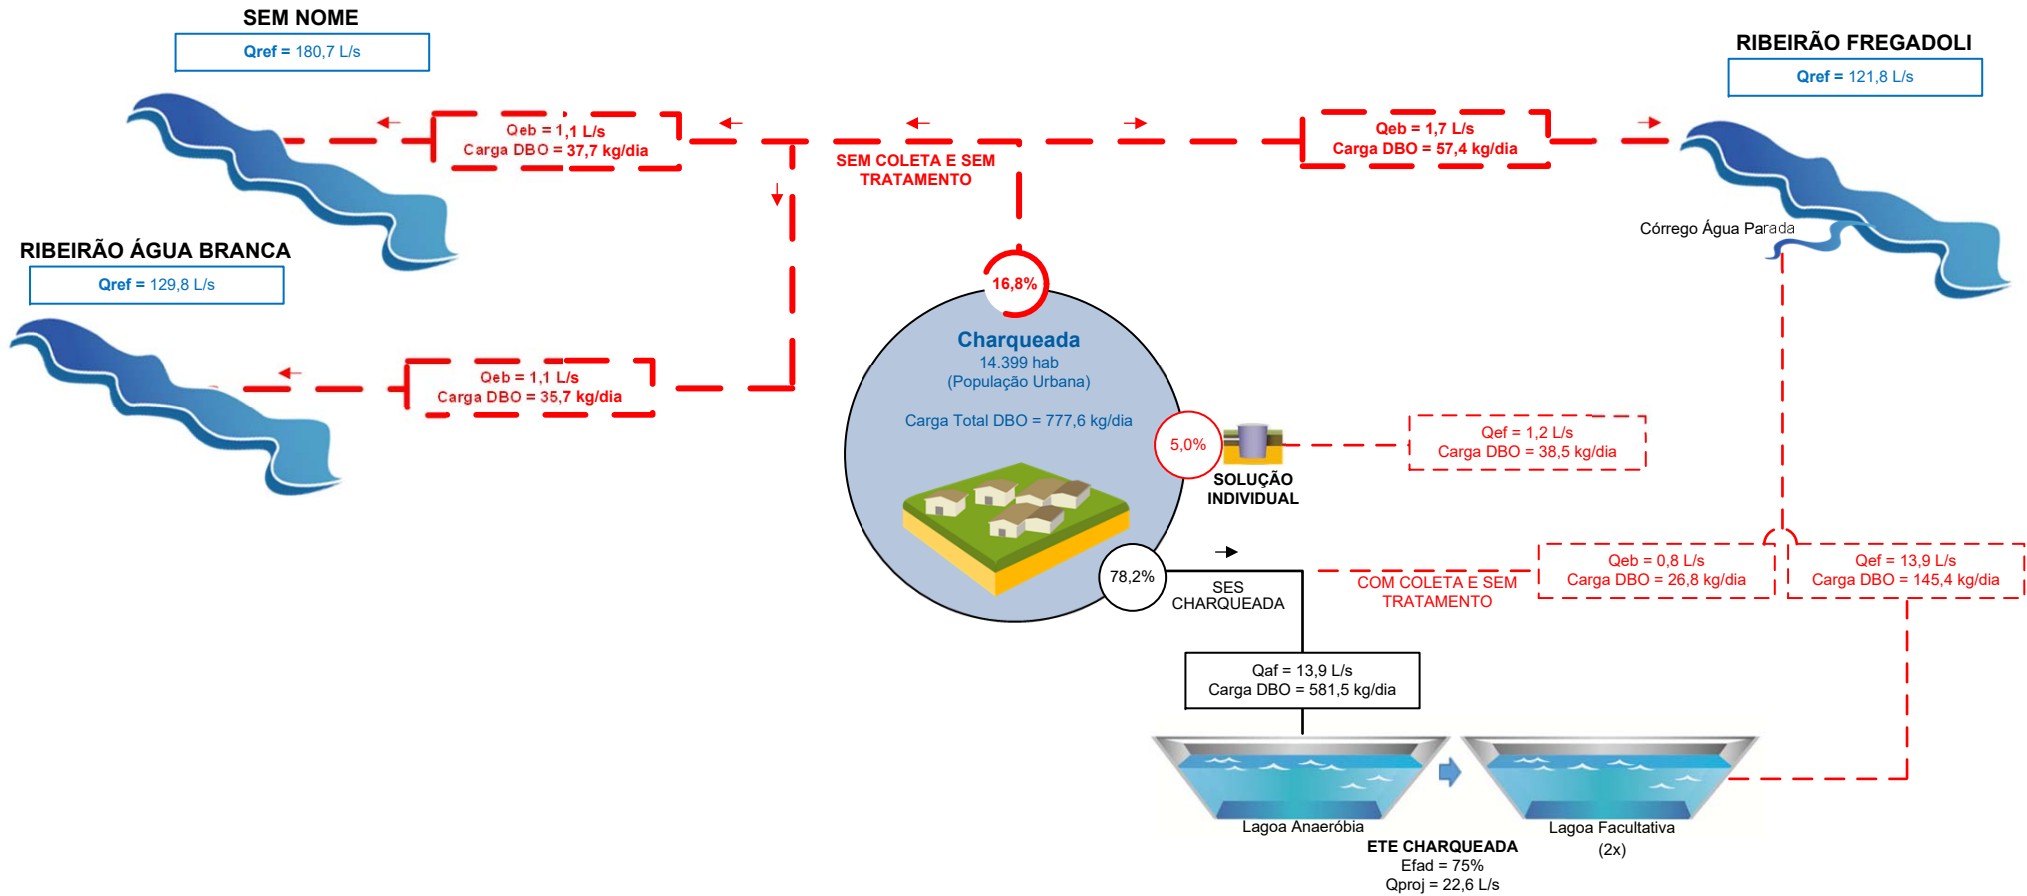 SEM NOME
Qref = 180,7 L/s
RIBEIRÃO FREGADOLI
Qref = 121,8 L/s
Qeb = 1,1 L/s
Carga DBO = 37,7 kg/dia
SEM COLETA E SEM
TRATAMENTO
Qeb = 1,7 L/s
Carga DBO = 57,4 kg/dia
Córrego Água Parada
RIBEIRÃO ÁGUA BRANCA
Qref = 129,8 L/s
Qeb = 1,1 L/s
Carga DBO = 35,7 kg/dia
16,8%
Charqueada
14.399 hab
(População Urbana)
Carga Total DBO = 777,6 kg/dia
5,0%
SOLUÇÃO
INDIVIDUAL
Qef = 1,2 L/s
Carga DBO = 38,5 kg/dia
78,2%
SES
CHARQUEADA
COM COLETA E SEM
TRATAMENTO
Qeb = 0,8 L/s
Carga DBO = 26,8 kg/dia
Qef = 13,9 L/s
Carga DBO = 145,4 kg/dia
Qaf = 13,9 L/s
Carga DBO = 581,5 kg/dia
Lagoa Anaeróbia
Lagoa Facultativa
(2x)
ETE CHARQUEADA
Efad = 75%
Qproj = 22,6 L/s